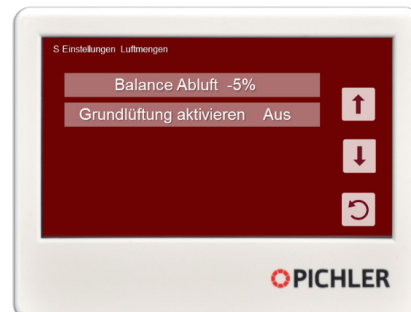 S Einstellungen Luftmengen
Balance Abluft -5%
Grundlüftung aktivieren Aus
PICHLER